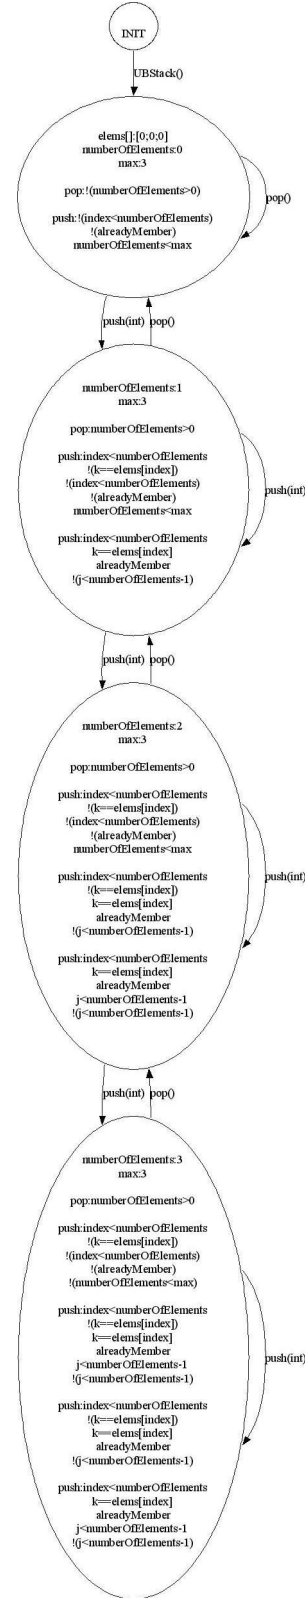 INIT
UBStack()
elems[]:[0;0;0]
numberOfElements:0
max:3
pop:!(numberOfElements>0)
push:!(index<numberOfElements)
!(alreadyMember)
numberOfElements<max
pop()
push(int)
pop()
numberOfElements:1
max:3
pop:numberOfElements>0
push:index<numberOfElements
!(k==elems[index])
!(index<numberOfElements)
!(alreadyMember)
numberOfElements<max
push:index<numberOfElements
k==elems[index]
alreadyMember
!(j<numberOfElements-1)
push(int)
push(int)
pop()
numberOfElements:2
max:3
pop:numberOfElements>0
push:index<numberOfElements
!(k==elems[index])
!(index<numberOfElements)
!(alreadyMember)
numberOfElements<max
push:index<numberOfElements
!(k==elems[index])
k==elems[index]
alreadyMember
!(j<numberOfElements-1)
push:index<numberOfElements
k==elems[index]
alreadyMember
j<numberOfElements-1
!(j<numberOfElements-1)
push(int)
push(int)
pop()
numberOfElements:3
max:3
pop:numberOfElements>0
push:index<numberOfElements
!(k==elems[index])
!(index<numberOfElements)
!(alreadyMember)
!(numberOfElements<max)
push:index<numberOfElements
!(k==elems[index])
k==elems[index]
alreadyMember
j<numberOfElements-1
!(j<numberOfElements-1)
push:index<numberOfElements
!(k==elems[index])
k==elems[index]
alreadyMember
!(j<numberOfElements-1)
push:index<numberOfElements
k==elems[index]
alreadyMember
j<numberOfElements-1
!(j<numberOfElements-1)
push(int)